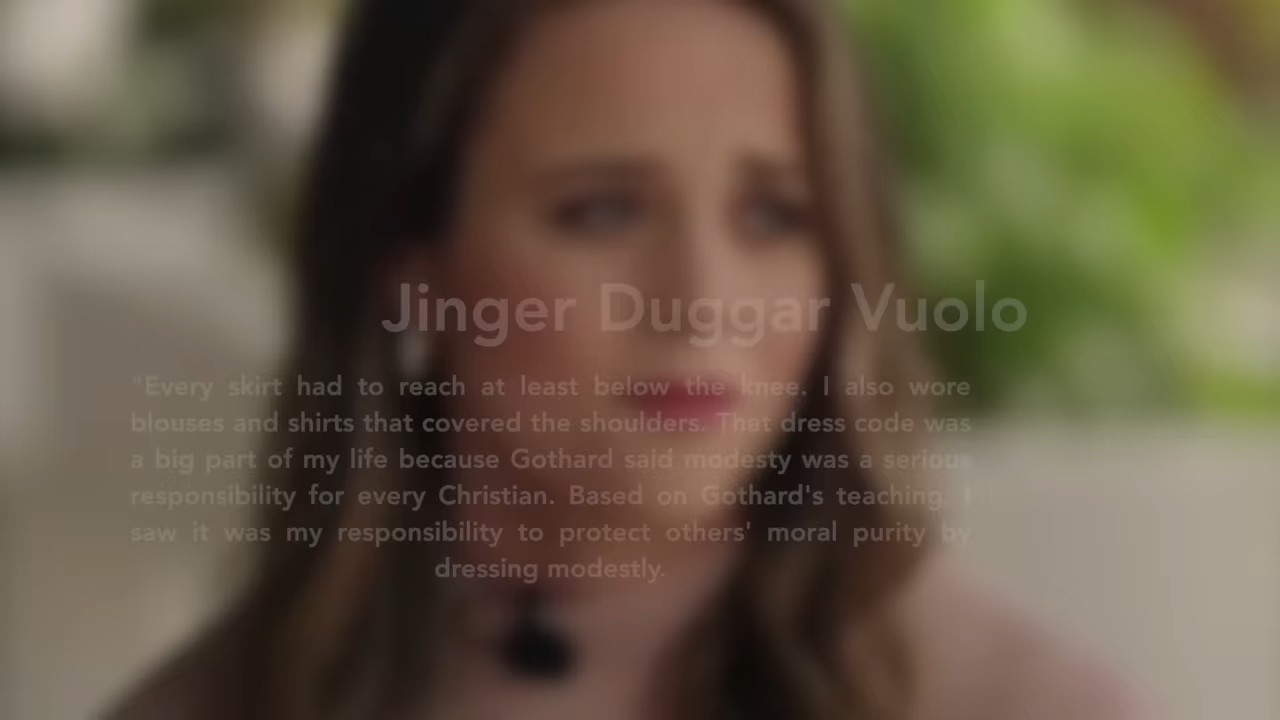 Jinger Duggar Vuolo
"Every skirt had to reach at least below the knee. I also wore
blouses and shirts that covered the shoulders. That dress code was
a big part of my life because Gothard said modesty was a serious
responsibility for every Christian. Based on Gothard's teaching, I
saw it was my responsibility to protect others' moral purity by
dressing modestly.